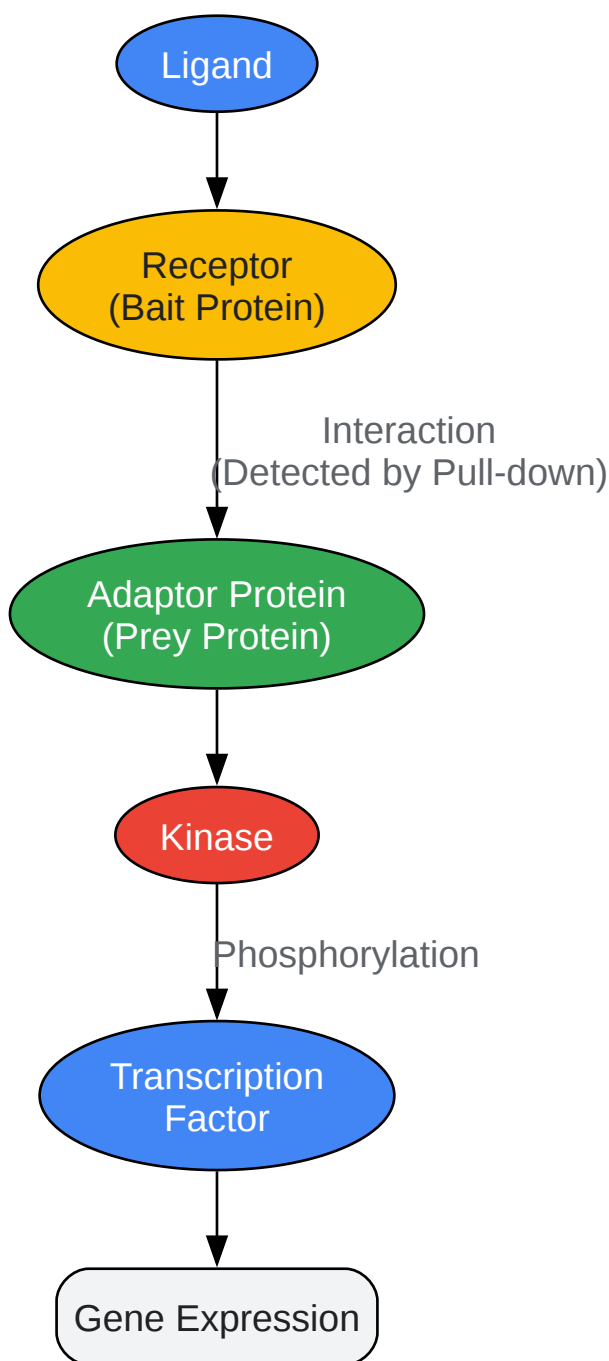 Ligand
Receptor
(Bait Protein)
Interaction
(Detected by Pull-down)
Adaptor Protein
(Prey Protein)
Kinase
Phosphorylation
Transcription
Factor
Gene Expression